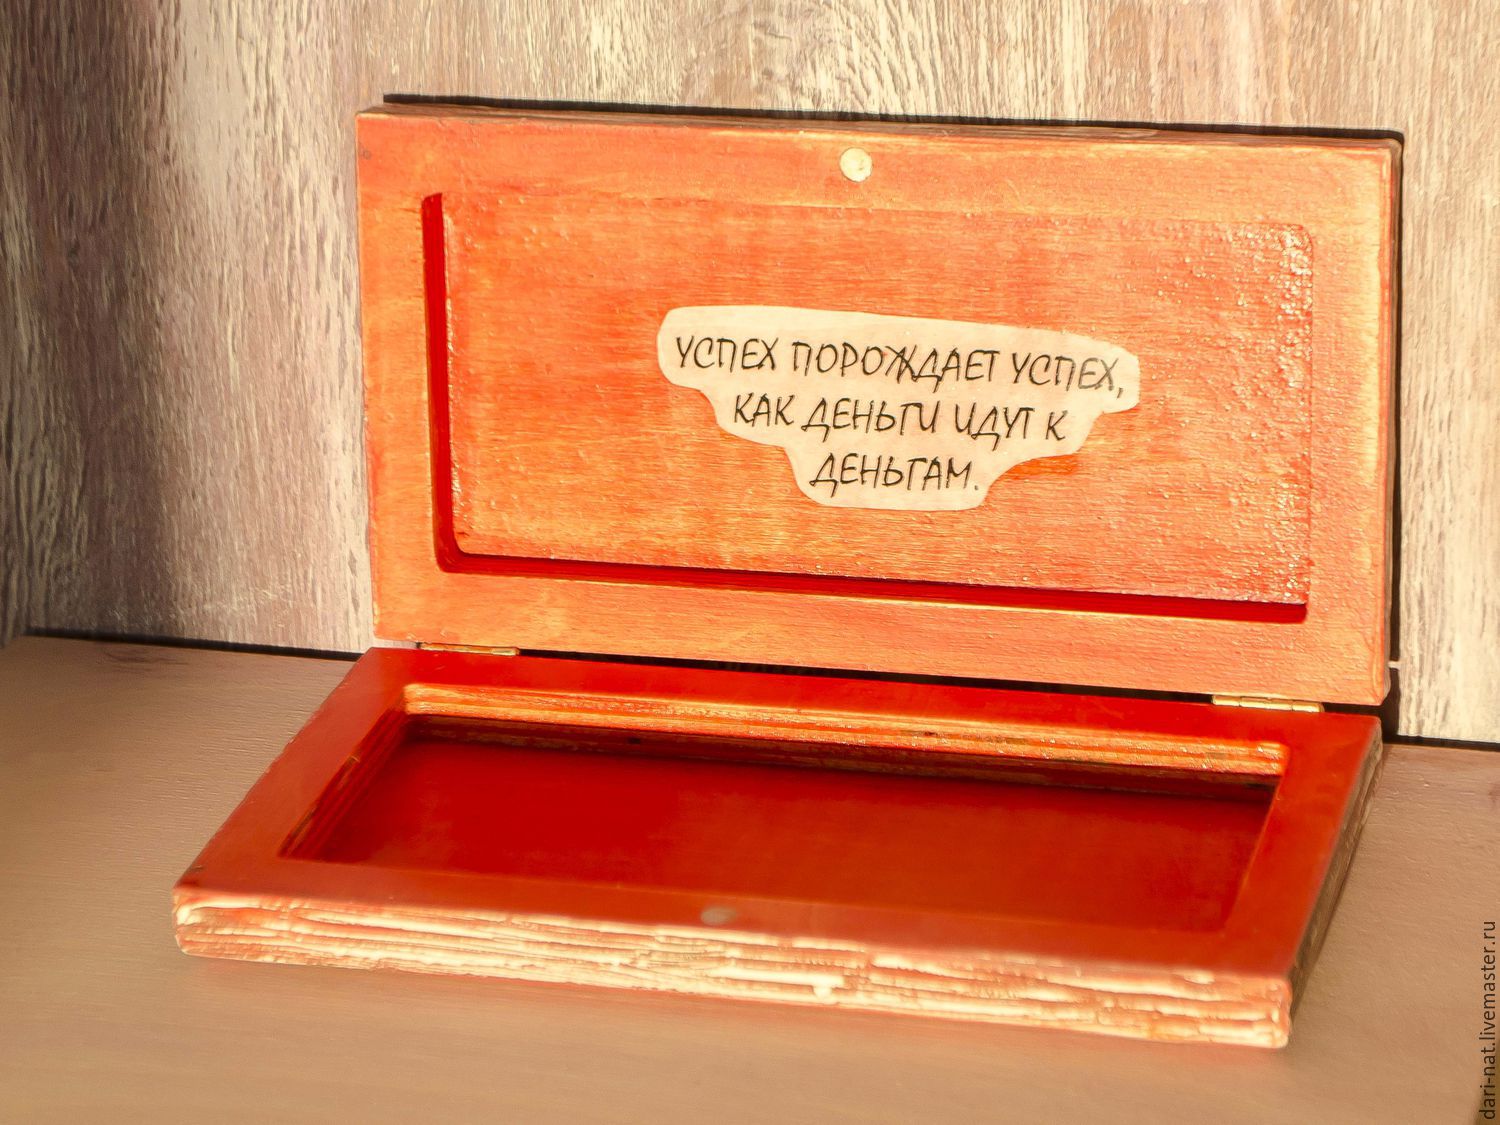 УСПЕХ ПОРОЖДАЕТ УСПЕХ,
КАК ДЕНЬГИ ИДУТ К
ДЕНЬГАМ.
dari-nat.livemaster.ru